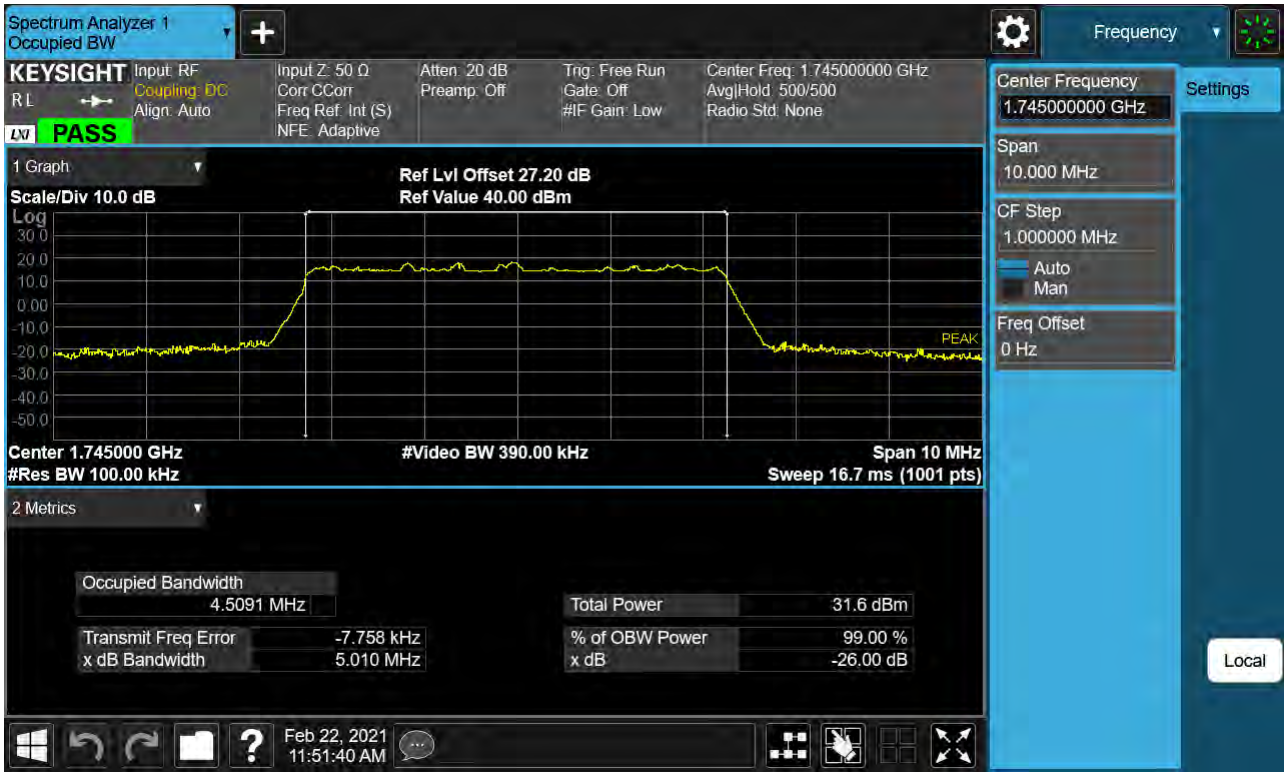 Spectrum Analyzer 1
Occupied BW
+
Frequency
KEYSIGHT
R L
LXI
PASS
Input: RF
Coupling: DC
Align: Auto
Input Z: 50 Ω
Corr CCorr
Freq Ref: Int (S)
NFE: Adaptive
Atten: 20 dB
Preamp: Off
Trig: Free Run
Gate: Off
#IF Gain: Low
Center Freq: 1.745000000 GHz
Avg|Hold: 500/500
Radio Std: None
Center Frequency
1.745000000 GHz
Settings
Span
10.000 MHz
CF Step
1.000000 MHz
Auto
Man
Freq Offset
0 Hz
1 Graph
Scale/Div 10.0 dB
Ref Lvl Offset 27.20 dB
Ref Value 40.00 dBm
Log
30.0
20.0
10.0
0.00
-10.0
-20.0
-30.0
-40.0
-50.0
PEAK
Center 1.745000 GHz
#Video BW 390.00 kHz
Span 10 MHz
#Res BW 100.00 kHz
Sweep 16.7 ms (1001 pts)
2 Metrics
Occupied Bandwidth
4.5091 MHz
Total Power 31.6 dBm
Transmit Freq Error -7.758 kHz
% of OBW Power 99.00 %
x dB Bandwidth 5.010 MHz
x dB -26.00 dB
Local
?
Feb 22, 2021
11:51:40 AM